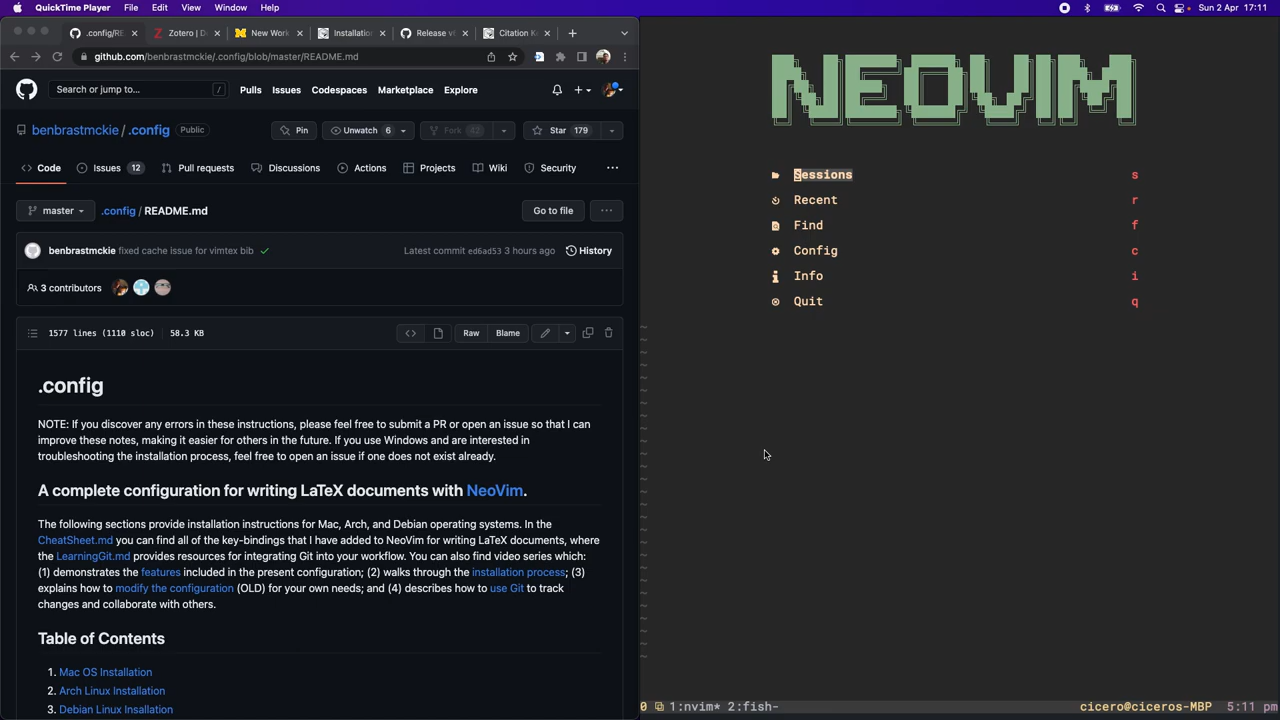 QuickTime Player File Edit View Window Help
Sun 2 Apr 17:11
.config/RE
Zotero | D
New Work
Installation
Release v
Citation K
github.com/benbrastmckie/.config/blob/master/README.md
Search or jump to...
/
Pulls Issues Codespaces Marketplace Explore
benbrastmckie / .config Public
Pin
Unwatch 6
Fork 42
Star 179
Code
Issues 12
Pull requests
Discussions
Actions
Projects
Wiki
Security
master
.config / README.md
Go to file
benbrastmckie fixed cache issue for vimtex bib
Latest commit ed6ad53 3 hours ago
History
3 contributors
1577 lines (1110 sloc) 58.3 KB
Raw Blame
.config
NOTE: If you discover any errors in these instructions, please feel free to submit a PR or open an issue so that I can
improve these notes, making it easier for others in the future. If you use Windows and are interested in
troubleshooting the installation process, feel free to open an issue if one does not exist already.
A complete configuration for writing LaTeX documents with NeoVim.
The following sections provide installation instructions for Mac, Arch, and Debian operating systems. In the
CheatSheet.md you can find all of the key-bindings that I have added to NeoVim for writing LaTeX documents, where
the LearningGit.md provides resources for integrating Git into your workflow. You can also find video series which:
(1) demonstrates the features included in the present configuration; (2) walks through the installation process; (3)
explains how to modify the configuration (OLD) for your own needs; and (4) describes how to use Git to track
changes and collaborate with others.
Table of Contents
1. Mac OS Installation
2. Arch Linux Installation
3. Debian Linux Insallation
NEOVIM
Sessions s
Recent r
Find f
Config c
Info i
Quit q
0 1:nvim* 2:fish-
cicero@ciceros-MBP 5:11 pm